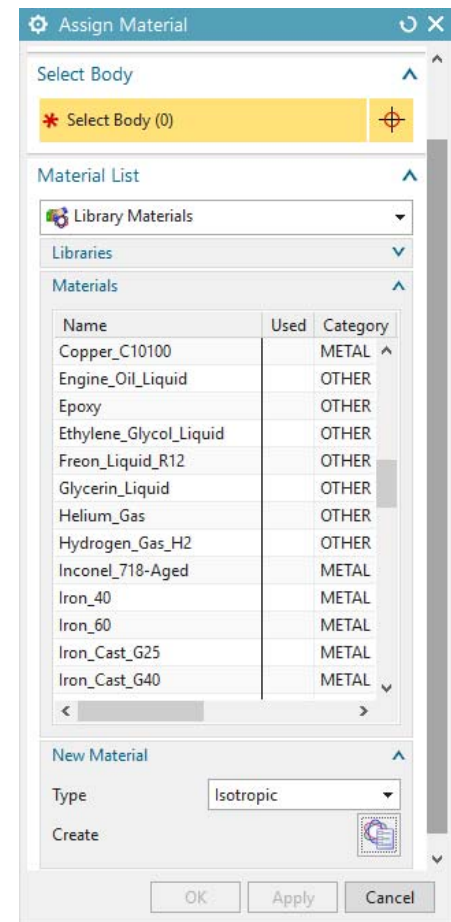 Assign Material
Select Body
* Select Body (0)
Material List
Library Materials
Libraries
Materials
Name Used Category
Copper_C10100 METAL
Engine_Oil_Liquid OTHER
Epoxy OTHER
Ethylene_Glycol_Liquid OTHER
Freon_Liquid_R12 OTHER
Glycerin_Liquid OTHER
Helium_Gas OTHER
Hydrogen_Gas_H2 OTHER
Inconel_718-Aged METAL
Iron_40 METAL
Iron_60 METAL
Iron_Cast_G25 METAL
Iron_Cast_G40 METAL
New Material
Type Isotropic
Create
OK Apply Cancel